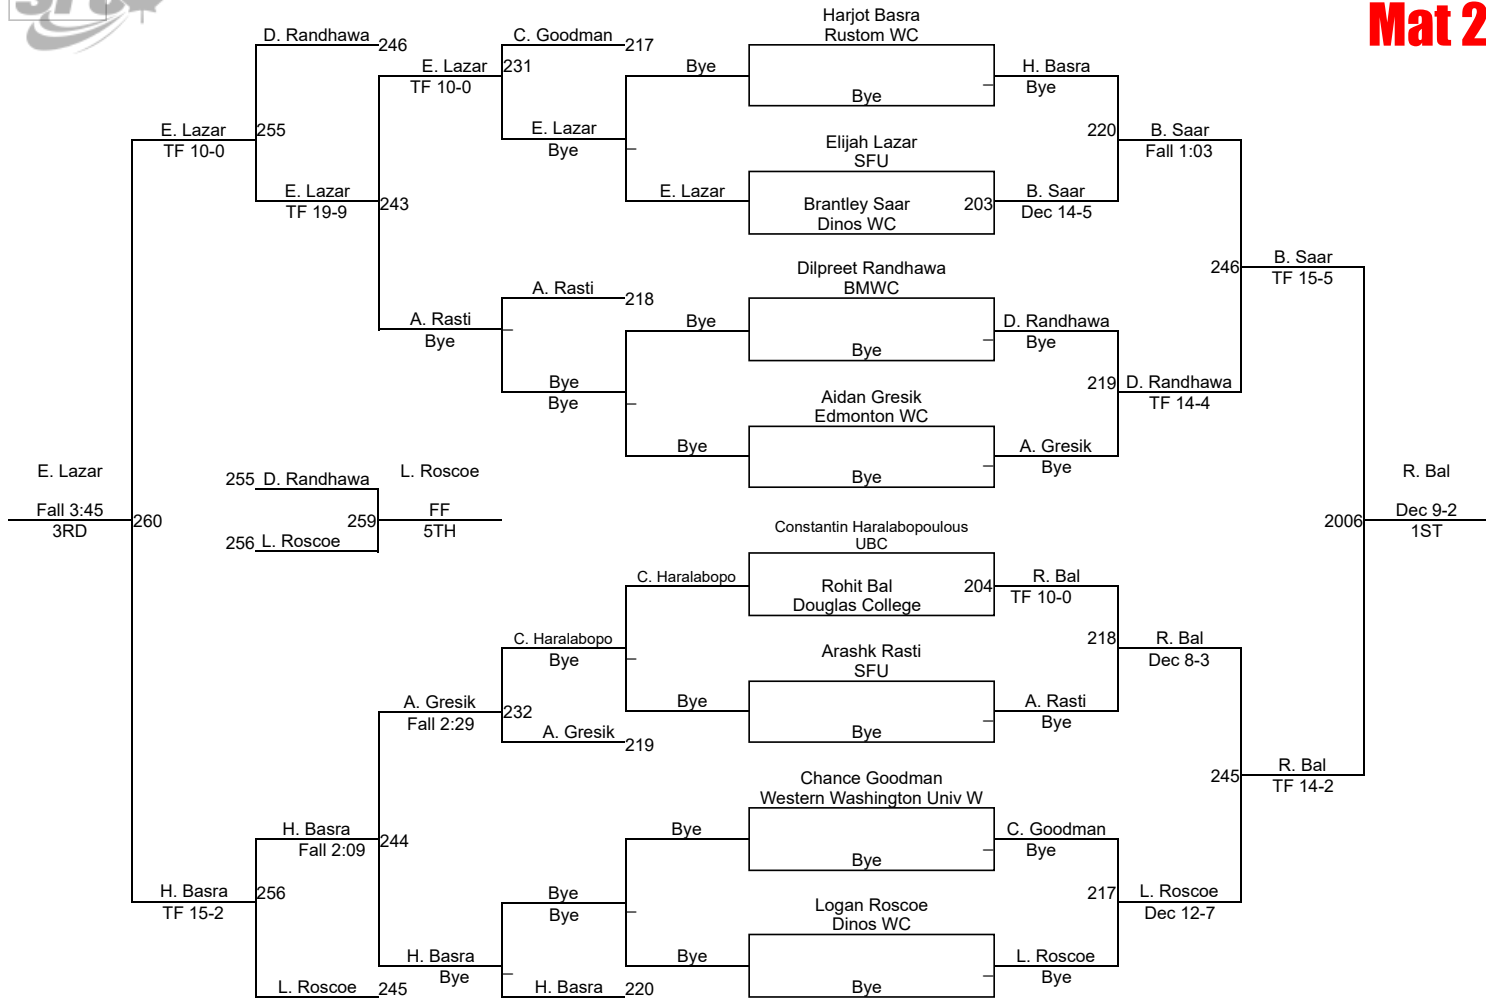 SFU
Mat 2
Harjot Basra
Rustom WC
D. Randhawa 246
C. Goodman 217
E. Lazar 231
TF 10-0
Bye
H. Basra
Bye
Bye
E. Lazar 255
TF 10-0
E. Lazar
Bye
Elijah Lazar
SFU
220 B. Saar
Fall 1:03
E. Lazar 243
TF 19-9
E. Lazar
Brantley Saar 203
Dinos WC
B. Saar
Dec 14-5
Dilpreet Randhawa
BMWC
246 B. Saar
TF 15-5
A. Rasti 218
A. Rasti
Bye
Bye
D. Randhawa
Bye
Bye
Bye
Bye
Aidan Gresik
Edmonton WC
219 D. Randhawa
TF 14-4
Bye
A. Gresik
Bye
Bye
E. Lazar
255 D. Randhawa
L. Roscoe
R. Bal
Fall 3:45
3RD
260
259
FF
5TH
256 L. Roscoe
2006
Dec 9-2
1ST
Constantin Haralabopoulous
UBC
C. Haralabopo
Rohit Bal 204
Douglas College
R. Bal
TF 10-0
C. Haralabopo
Bye
Arashk Rasti
SFU
218 R. Bal
Dec 8-3
A. Gresik 232
Fall 2:29
Bye
A. Rasti
Bye
Bye
A. Gresik 219
Chance Goodman
Western Washington Univ W
245 R. Bal
TF 14-2
H. Basra 244
Fall 2:09
Bye
C. Goodman
Bye
Bye
H. Basra 256
TF 15-2
Bye
Bye
Logan Roscoe
Dinos WC
217 L. Roscoe
Dec 12-7
H. Basra
Bye
Bye
L. Roscoe
Bye
L. Roscoe 245
H. Basra 220
Bye